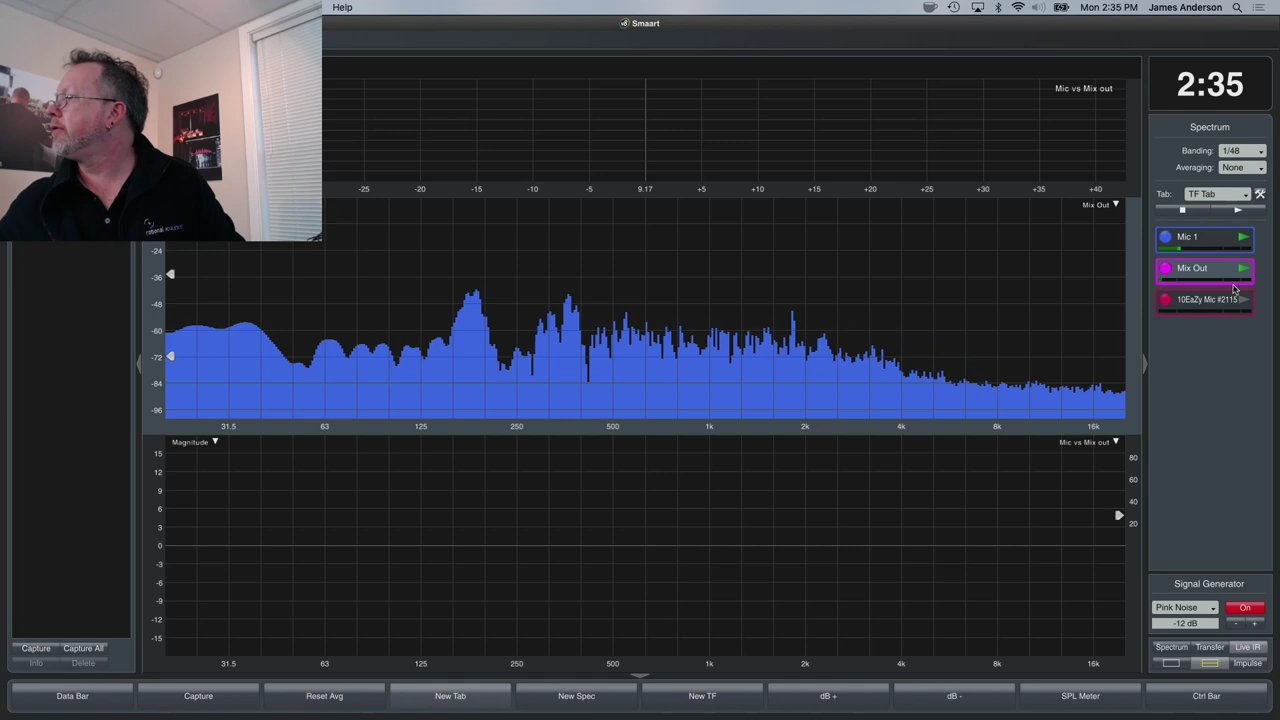 Help
Mon 2:35 PM James Anderson
Smaart
2:35
Mic vs Mix out
-25 -20 -15 -10 -5 9.17 +5 +10 +15 +20 +25 +30 +35 +40
Mix Out
-24
-36
-48
-60
-72
-84
-96
31.5 63 125 250 500 1k 2k 4k 8k 16k
Magnitude
Mic vs Mix out
15
12
9
6
3
0
-3
-6
-9
-12
-15
80
60
40
20
31.5 63 125 250 500 1k 2k 4k 8k 16k
Spectrum
Banding: 1/48
Averaging: None
Tab: TF Tab
Mic 1
Mix Out
10EaZy Mic #2115
Signal Generator
Pink Noise On
-12 dB - +
Spectrum Transfer Live IR
Impulse
Capture Capture All
Info Delete
Data Bar Capture Reset Avg New Tab New Spec New TF dB + dB - SPL Meter Ctrl Bar